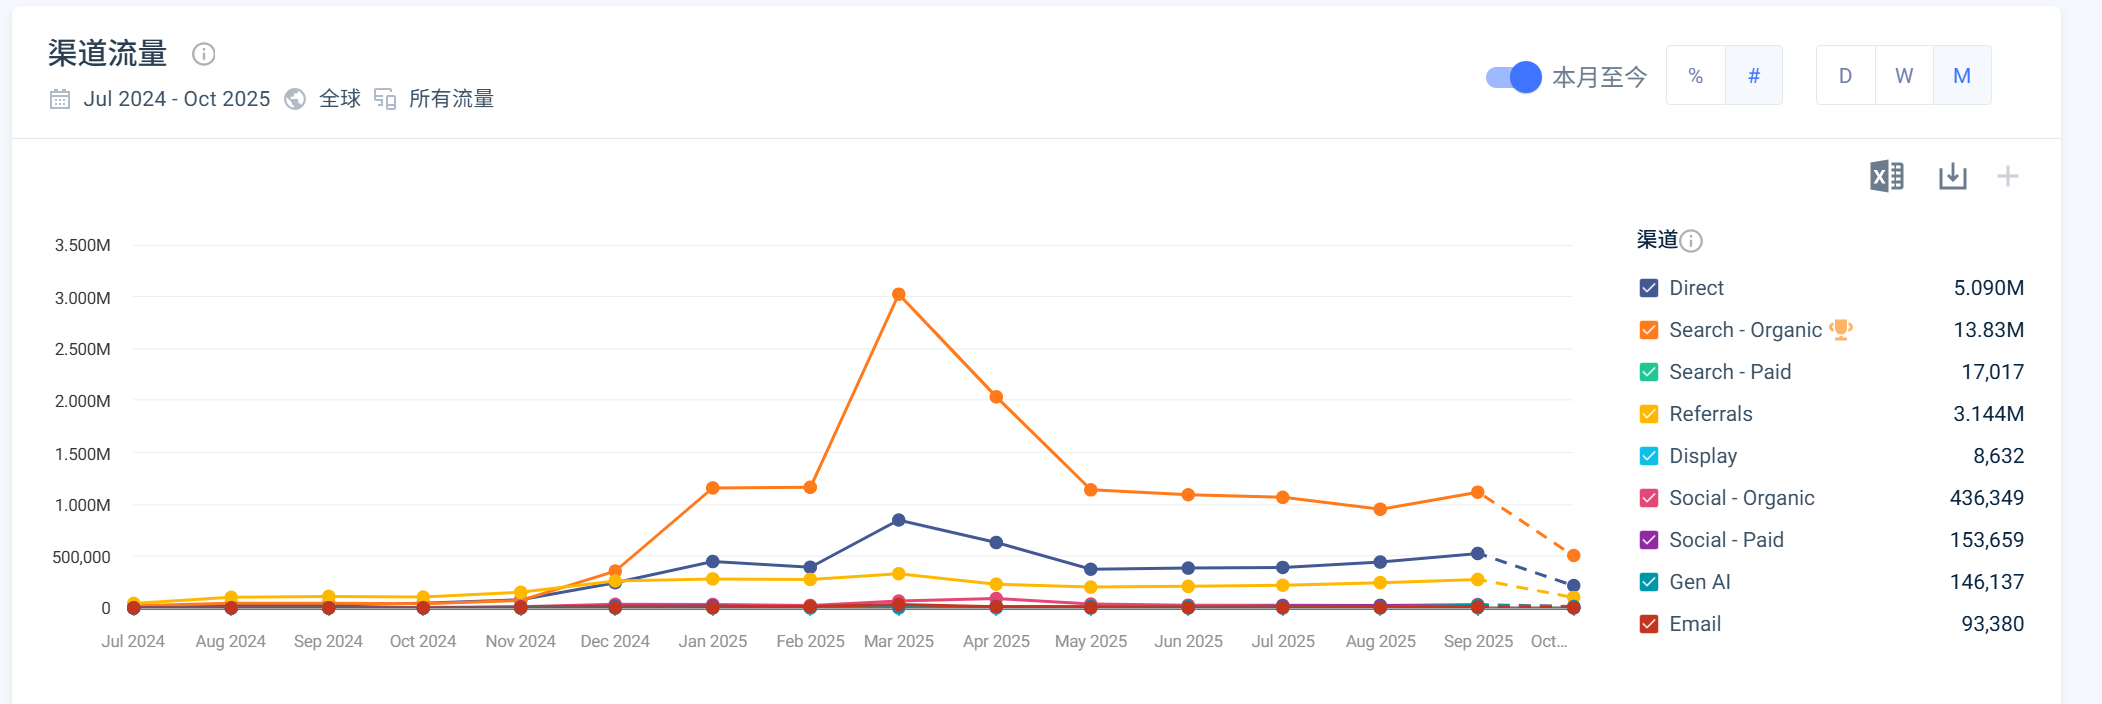 渠道流量
Jul 2024 - Oct 2025 全球 所有流量
本月至今 % # D W M
X
3.500M
3.000M
2.500M
2.000M
1.500M
1.000M
500,000
0
Jul 2024 Aug 2024 Sep 2024 Oct 2024 Nov 2024 Dec 2024 Jan 2025 Feb 2025 Mar 2025 Apr 2025 May 2025 Jun 2025 Jul 2025 Aug 2025 Sep 2025 Oct...
渠道
Direct 5.090M
Search - Organic 13.83M
Search - Paid 17,017
Referrals 3.144M
Display 8,632
Social - Organic 436,349
Social - Paid 153,659
Gen AI 146,137
Email 93,380